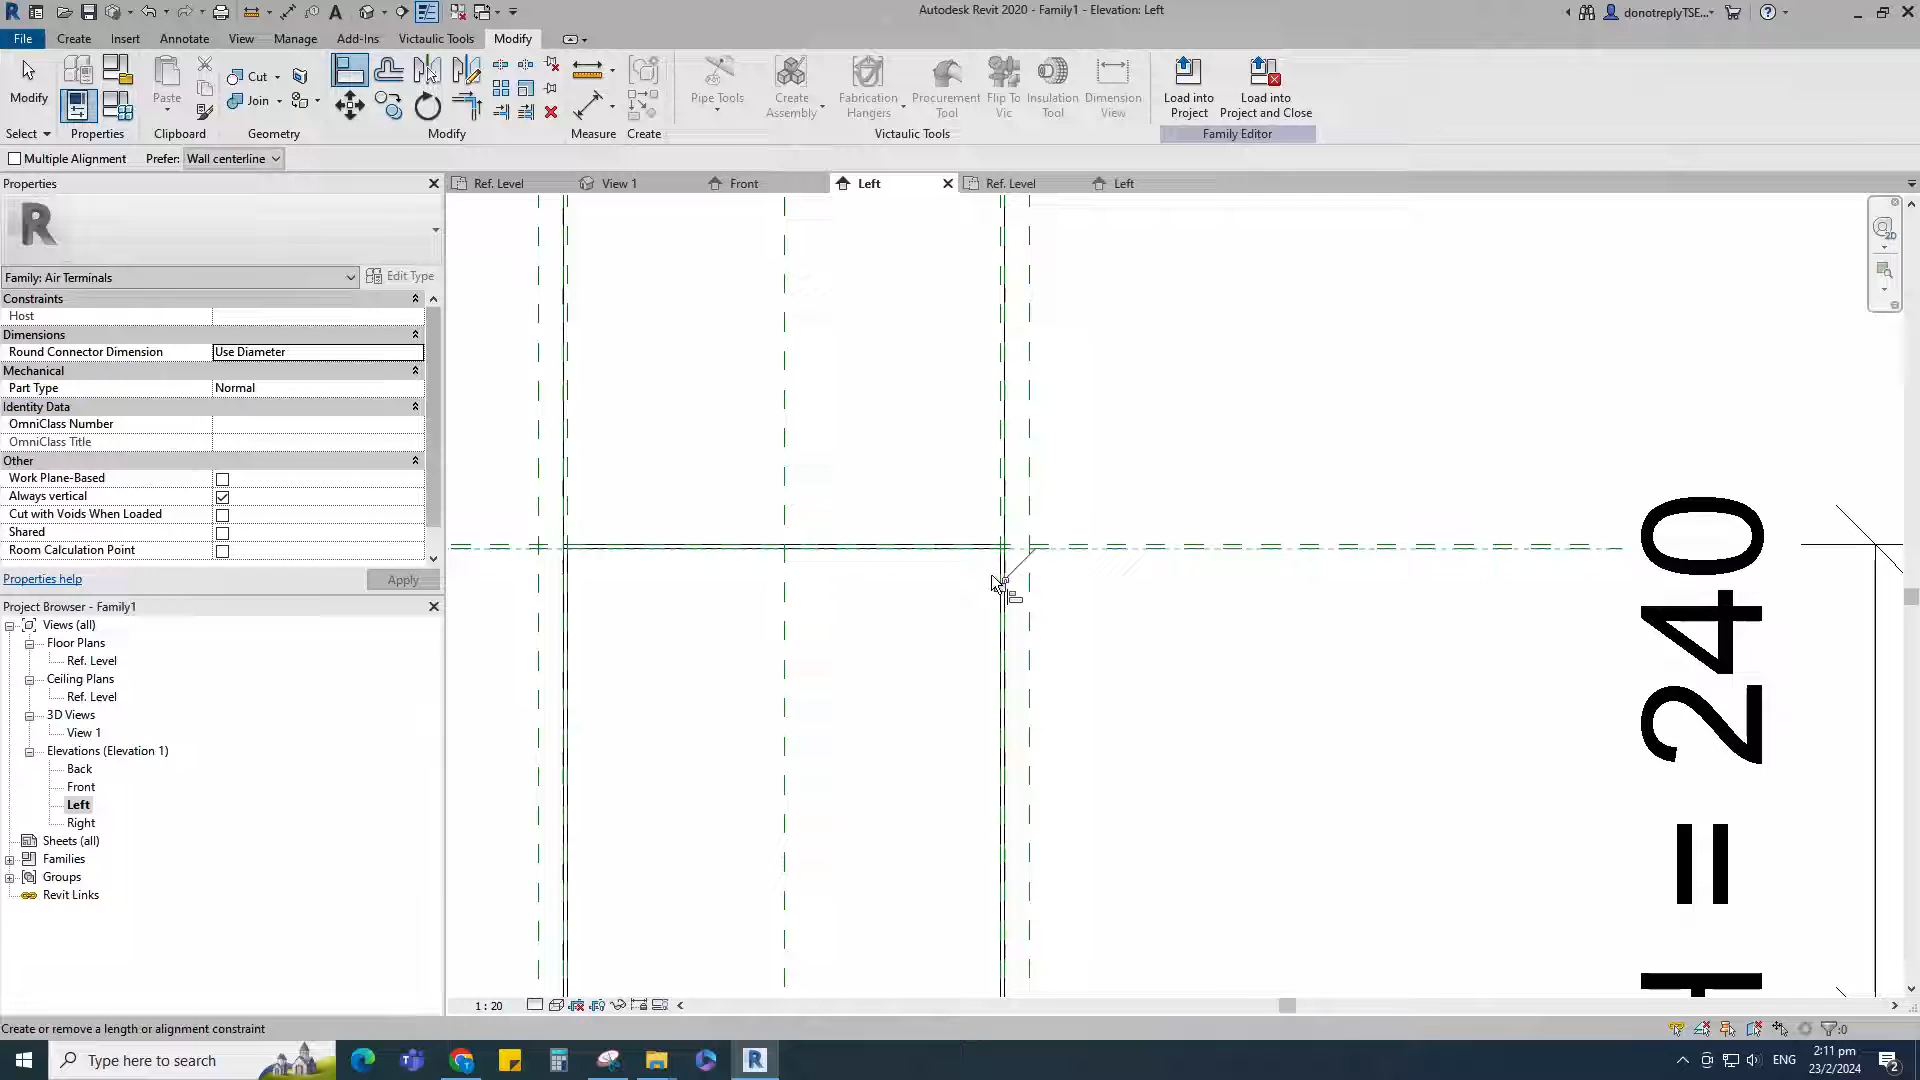 Autodesk Revit 2020 - Family1 - Elevation: Left
donotreplyTSE...
File Create Insert Annotate View Manage Add-Ins Victaulic Tools Modify
Modify
Paste
Cut
Join
Pipe Tools
Create Assembly
Fabrication Hangers
Procurement Tool
Flip To Vic
Insulation Tool
Dimension View
Load into Project
Load into Project and Close
Select Properties Clipboard Geometry Modify Measure Create Victaulic Tools Family Editor
Multiple Alignment Prefer: Wall centerline
Properties
Ref. Level View 1 Front Left Ref. Level Left
R
Family: Air Terminals Edit Type
Constraints
Host
Dimensions
Round Connector Dimension Use Diameter
Mechanical
Part Type Normal
Identity Data
OmniClass Number
OmniClass Title
Other
Work Plane-Based
Always vertical
Cut with Voids When Loaded
Shared
Room Calculation Point
Properties help Apply
Project Browser - Family1
Views (all)
Floor Plans
Ref. Level
Ceiling Plans
Ref. Level
3D Views
View 1
Elevations (Elevation 1)
Back
Front
Left
Right
Sheets (all)
Families
Groups
Revit Links
= 240
2D
1 : 20
Create or remove a length or alignment constraint
:0
Type here to search
ENG
2:11 pm
23/2/2024
2